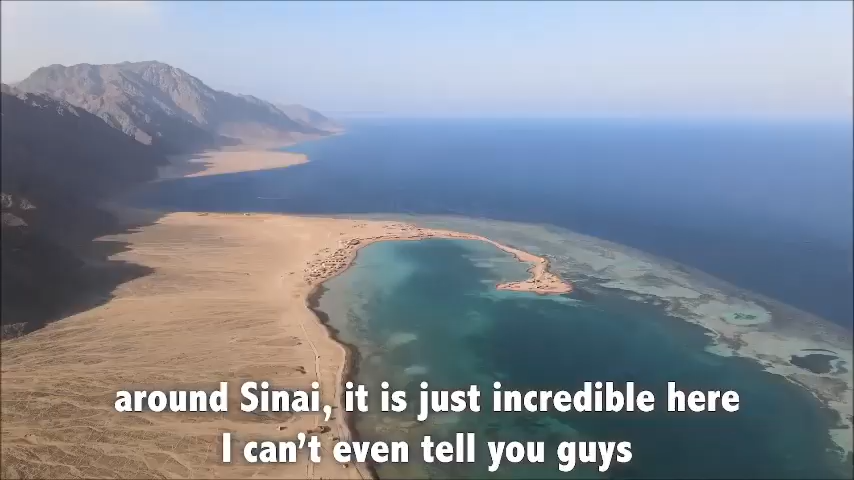 around Sinai, it is just incredible here
I can't even tell you guys